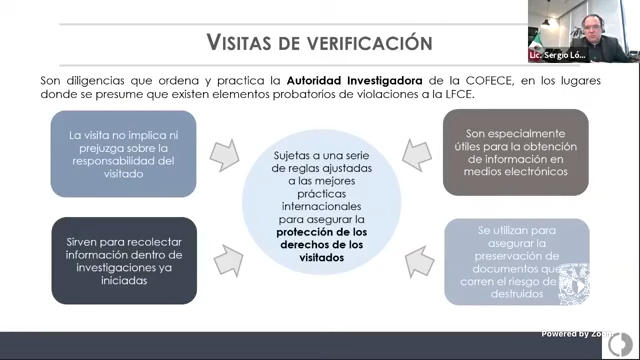 VISITAS DE VERIFICACIÓN
Lic. Sergio Ló...
Son diligencias que ordena y practica la Autoridad Investigadora de la COFECE, en los lugares
donde se presume que existen elementos probatorios de violaciones a la LFCE.
La visita no implica ni
prejuzga sobre la
responsabilidad del
visitado
Sirven para recolectar
información dentro de
investigaciones ya
iniciadas
Sujetas a una serie
de reglas ajustadas
a las mejores
prácticas
internacionales
para asegurar la
protección de los
derechos de los
visitados
Son especialmente
útiles para la obtención
de información en
medios electrónicos
Se utilizan para
asegurar la
preservación de
documentos que
corren el riesgo de
destruidos
Powered by Zoom